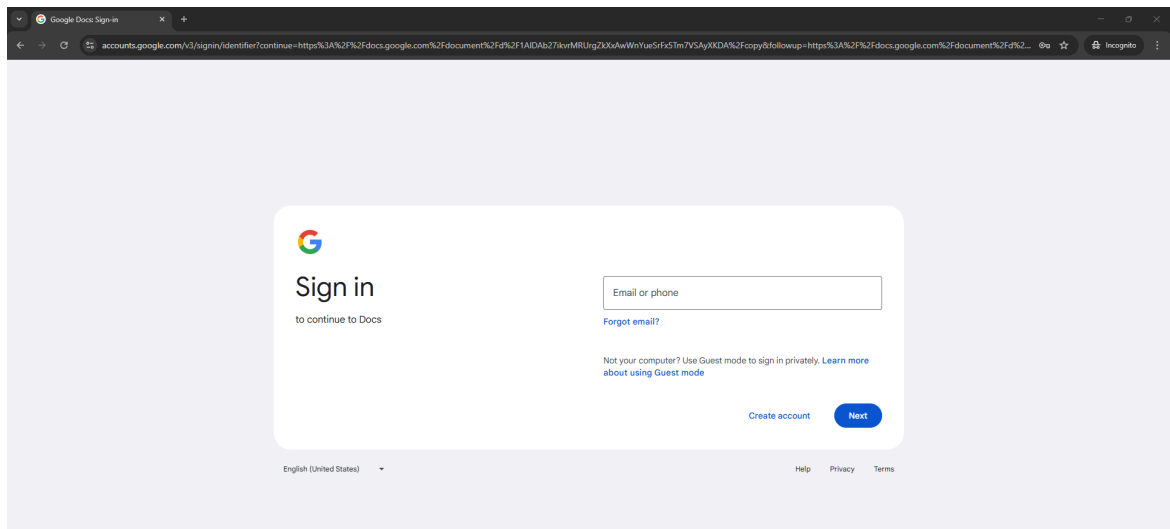 Google Docs: Sign-in
accounts.google.com/v3/signin/identifier?continue=https%3A%2F%2Fdocs.google.com%2Fdocument%2Fd%2F1AIDAb27ikvrMRUrgZkXxAwWnYueSrFx5Tm7VSAyXKDA%2Fcopy&followup=https%3A%2F%2Fdocs.google.com%2Fdocument%2Fd%2...
Incognito
Sign in
to continue to Docs
Email or phone
Forgot email?
Not your computer? Use Guest mode to sign in privately. Learn more
about using Guest mode
Create account
Next
English (United States)
Help
Privacy
Terms